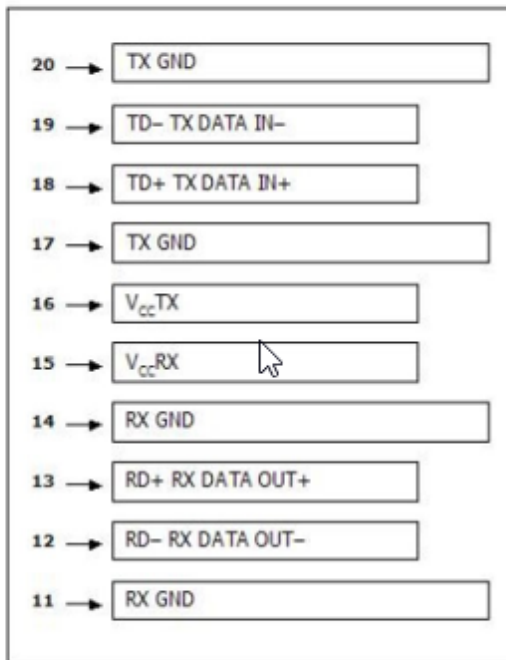 20 TX GND
19 TD– TX DATA IN–
18 TD+ TX DATA IN+
17 TX GND
16 VCCTX
15 VCCRX
14 RX GND
13 RD+ RX DATA OUT+
12 RD– RX DATA OUT–
11 RX GND